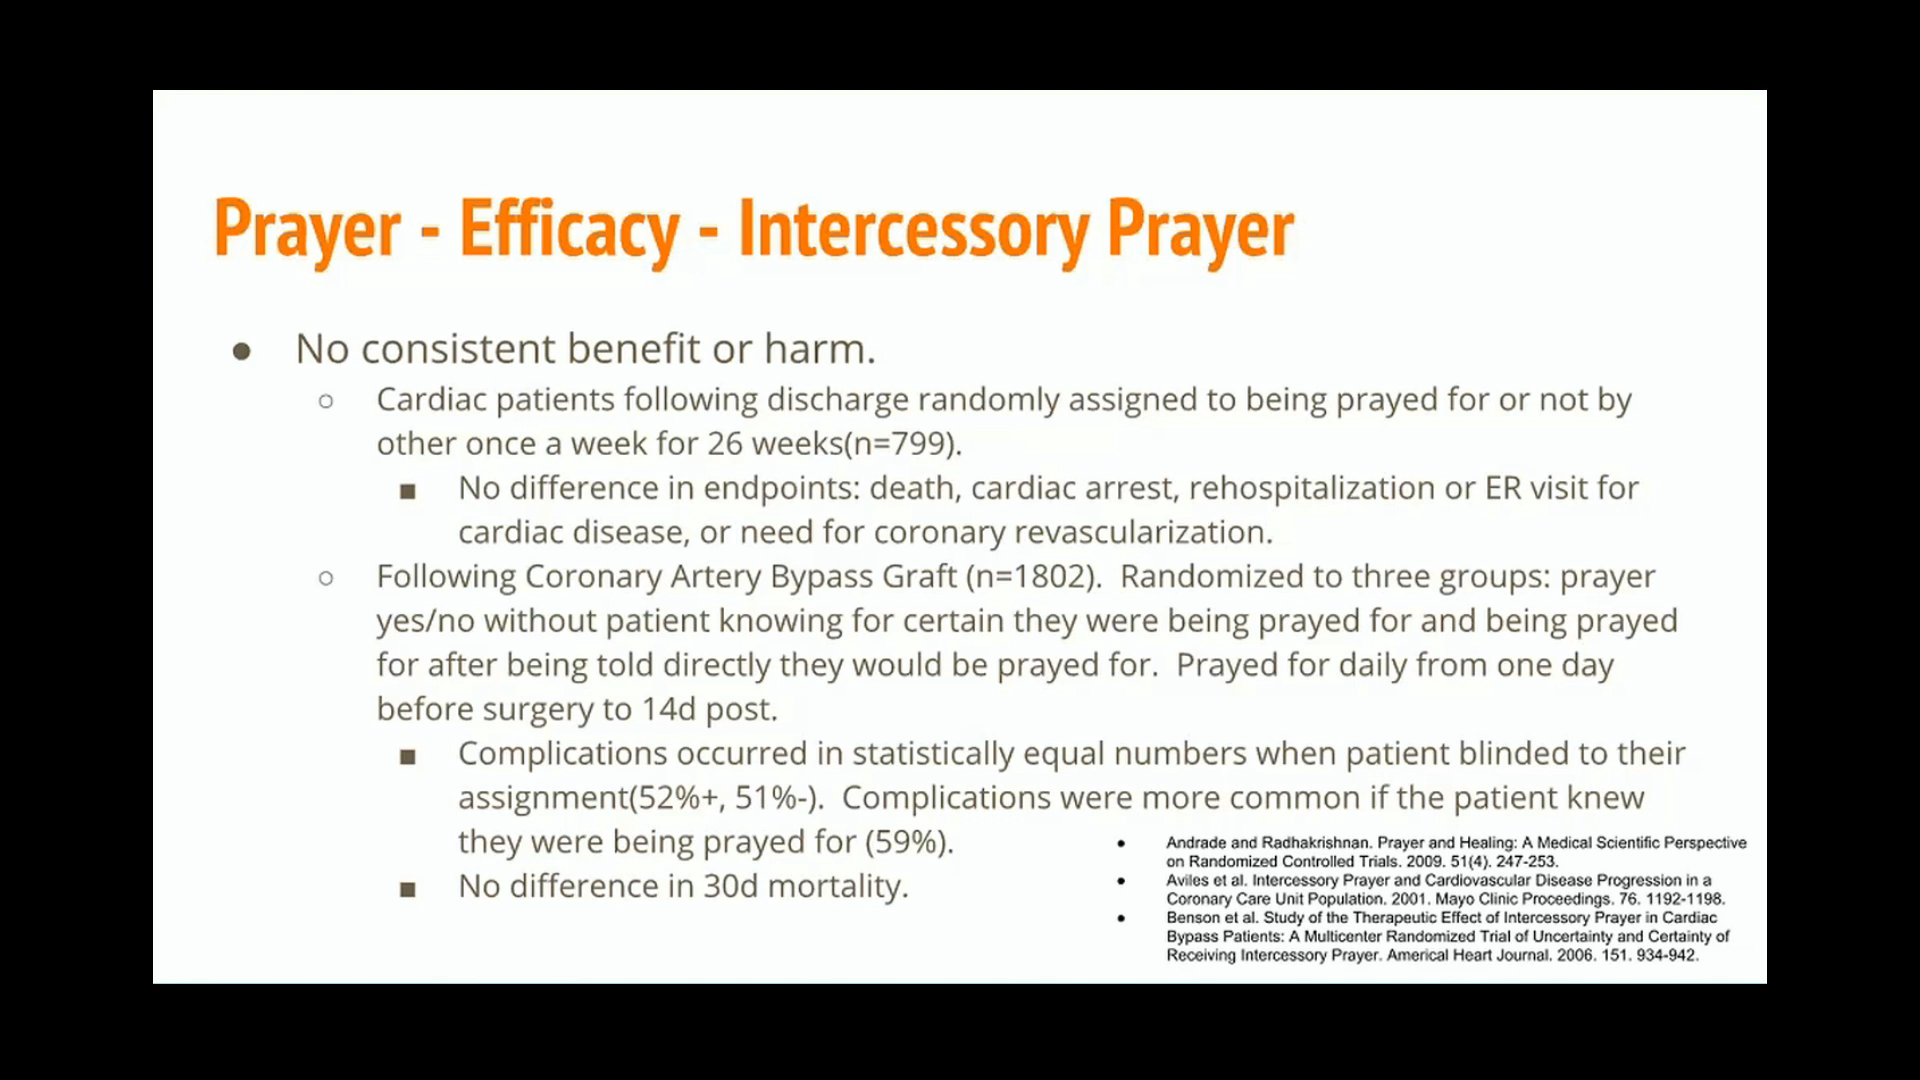 Prayer - Efficacy - Intercessory Prayer
● No consistent benefit or harm.
○ Cardiac patients following discharge randomly assigned to being prayed for or not by
other once a week for 26 weeks(n=799).
■ No difference in endpoints: death, cardiac arrest, rehospitalization or ER visit for
cardiac disease, or need for coronary revascularization.
○ Following Coronary Artery Bypass Graft (n=1802).  Randomized to three groups: prayer
yes/no without patient knowing for certain they were being prayed for and being prayed
for after being told directly they would be prayed for.  Prayed for daily from one day
before surgery to 14d post.
■ Complications occurred in statistically equal numbers when patient blinded to their
assignment(52%+, 51%-).  Complications were more common if the patient knew
they were being prayed for (59%).
■ No difference in 30d mortality.
● Andrade and Radhakrishnan. Prayer and Healing: A Medical Scientific Perspective
on Randomized Controlled Trials. 2009. 51(4). 247-253.
● Aviles et al. Intercessory Prayer and Cardiovascular Disease Progression in a
Coronary Care Unit Population. 2001. Mayo Clinic Proceedings. 76. 1192-1198.
● Benson et al. Study of the Therapeutic Effect of Intercessory Prayer in Cardiac
Bypass Patients: A Multicenter Randomized Trial of Uncertainty and Certainty of
Receiving Intercessory Prayer. Americal Heart Journal. 2006. 151. 934-942.